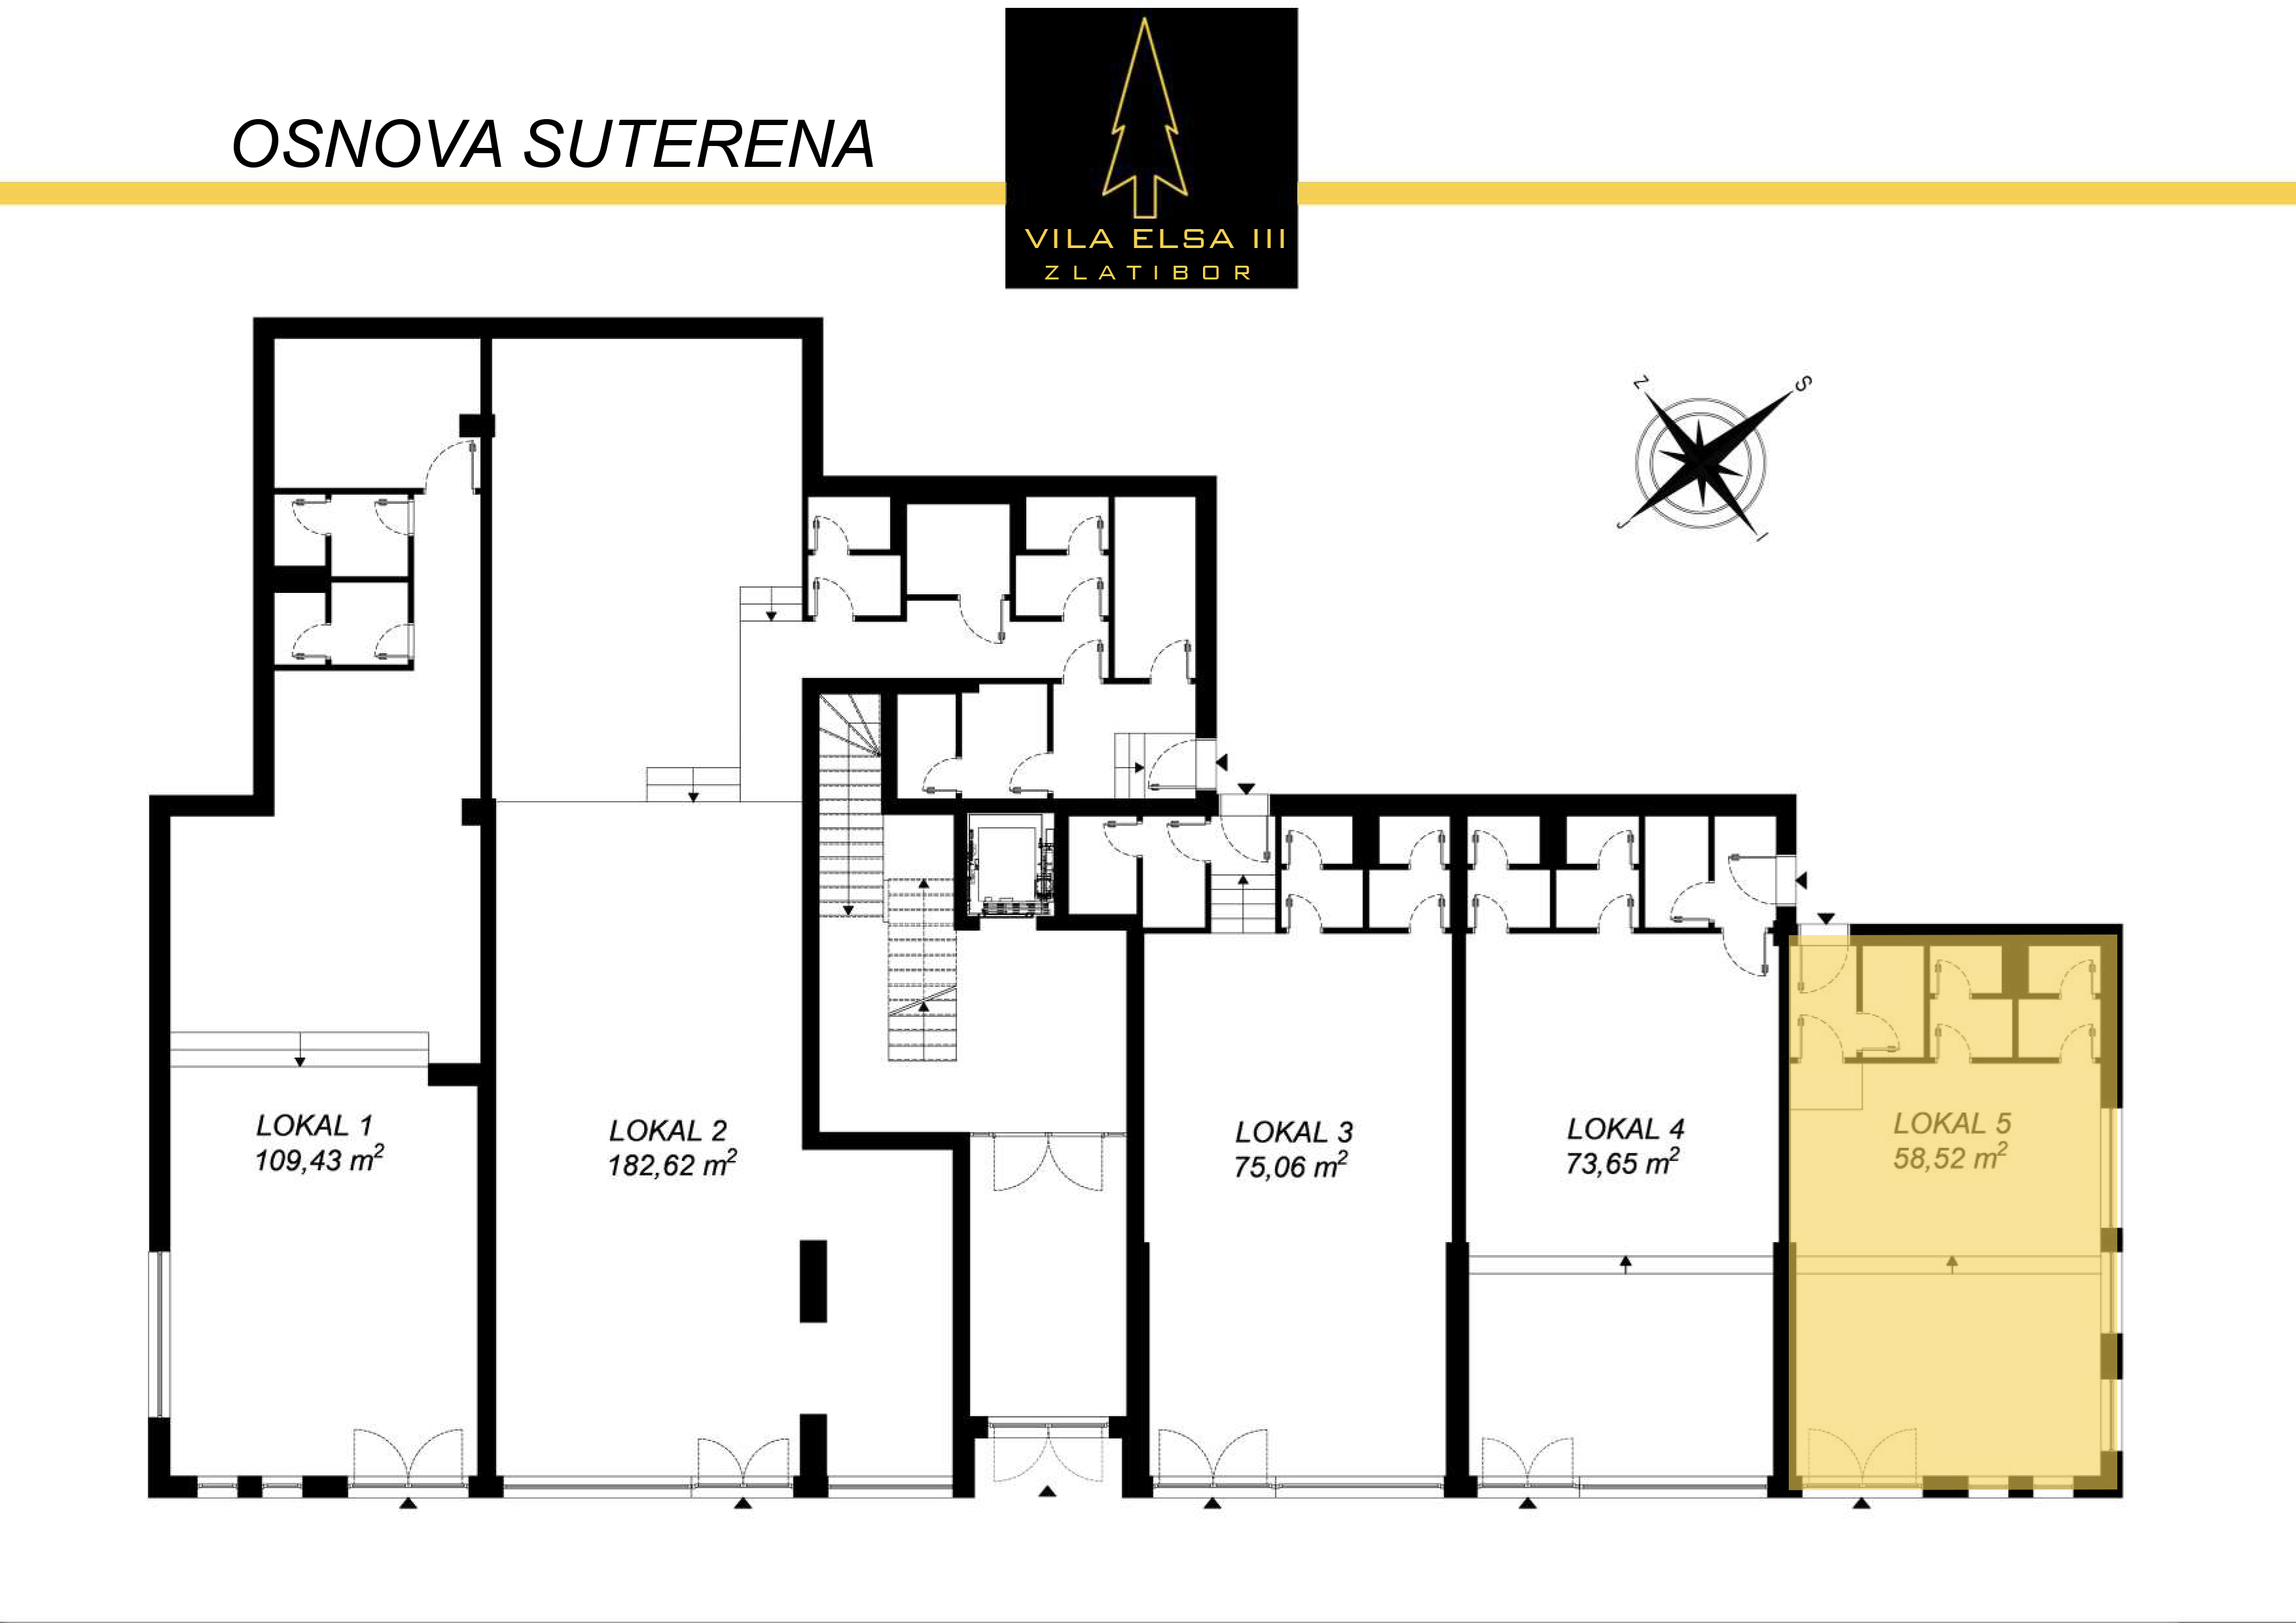 OSNOVA SUTERENA
VILA ELSA III
ZLATIBOR
Z
S
J
I
LOKAL 1
109,43 m²
LOKAL 2
182,62 m²
LOKAL 3
75,06 m²
LOKAL 4
73,65 m²
LOKAL 5
58,52 m²